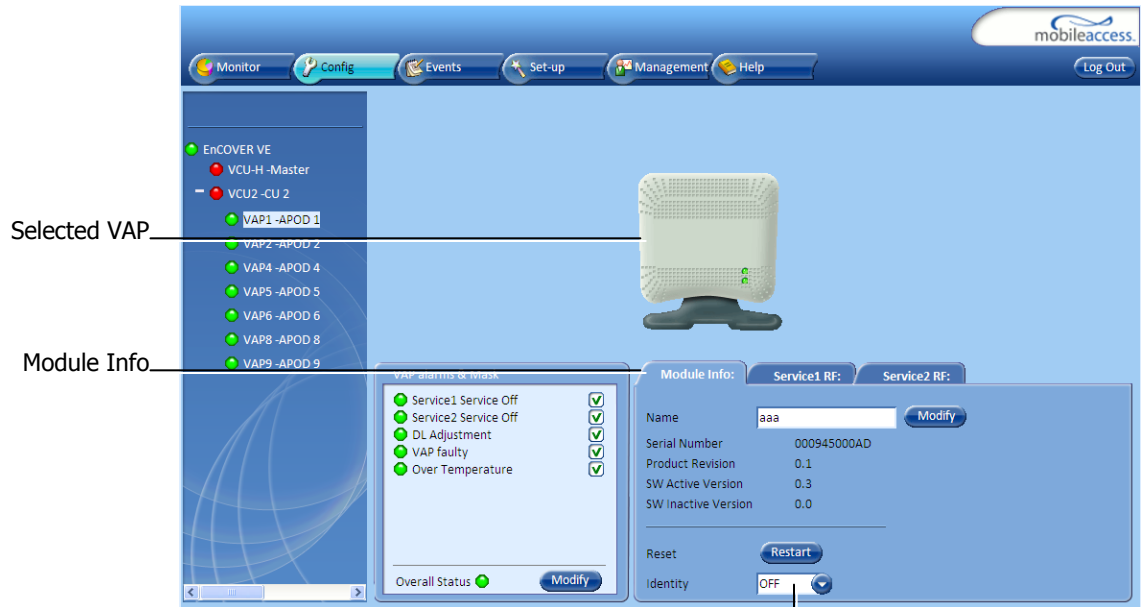 mobileaccess.
Monitor
Config
Events
Set-up
Management
Help
Log Out
EnCOVER VE
VCU-H -Master
VCU2 -CU 2
VAP1 -APOD 1
Selected VAP
VAP2 -APOD 2
VAP4 -APOD 4
VAP5 -APOD 5
VAP6 -APOD 6
VAP8 -APOD 8
Module Info
VAP9 -APOD 9
VAP alarms & Mask
Service1 Service Off
Service2 Service Off
DL Adjustment
VAP faulty
Over Temperature
Overall Status
Modify
Module Info:
Service1 RF:
Service2 RF:
Name aaa Modify
Serial Number 000945000AD
Product Revision 0.1
SW Active Version 0.3
SW Inactive Version 0.0
Reset Restart
Identity OFF